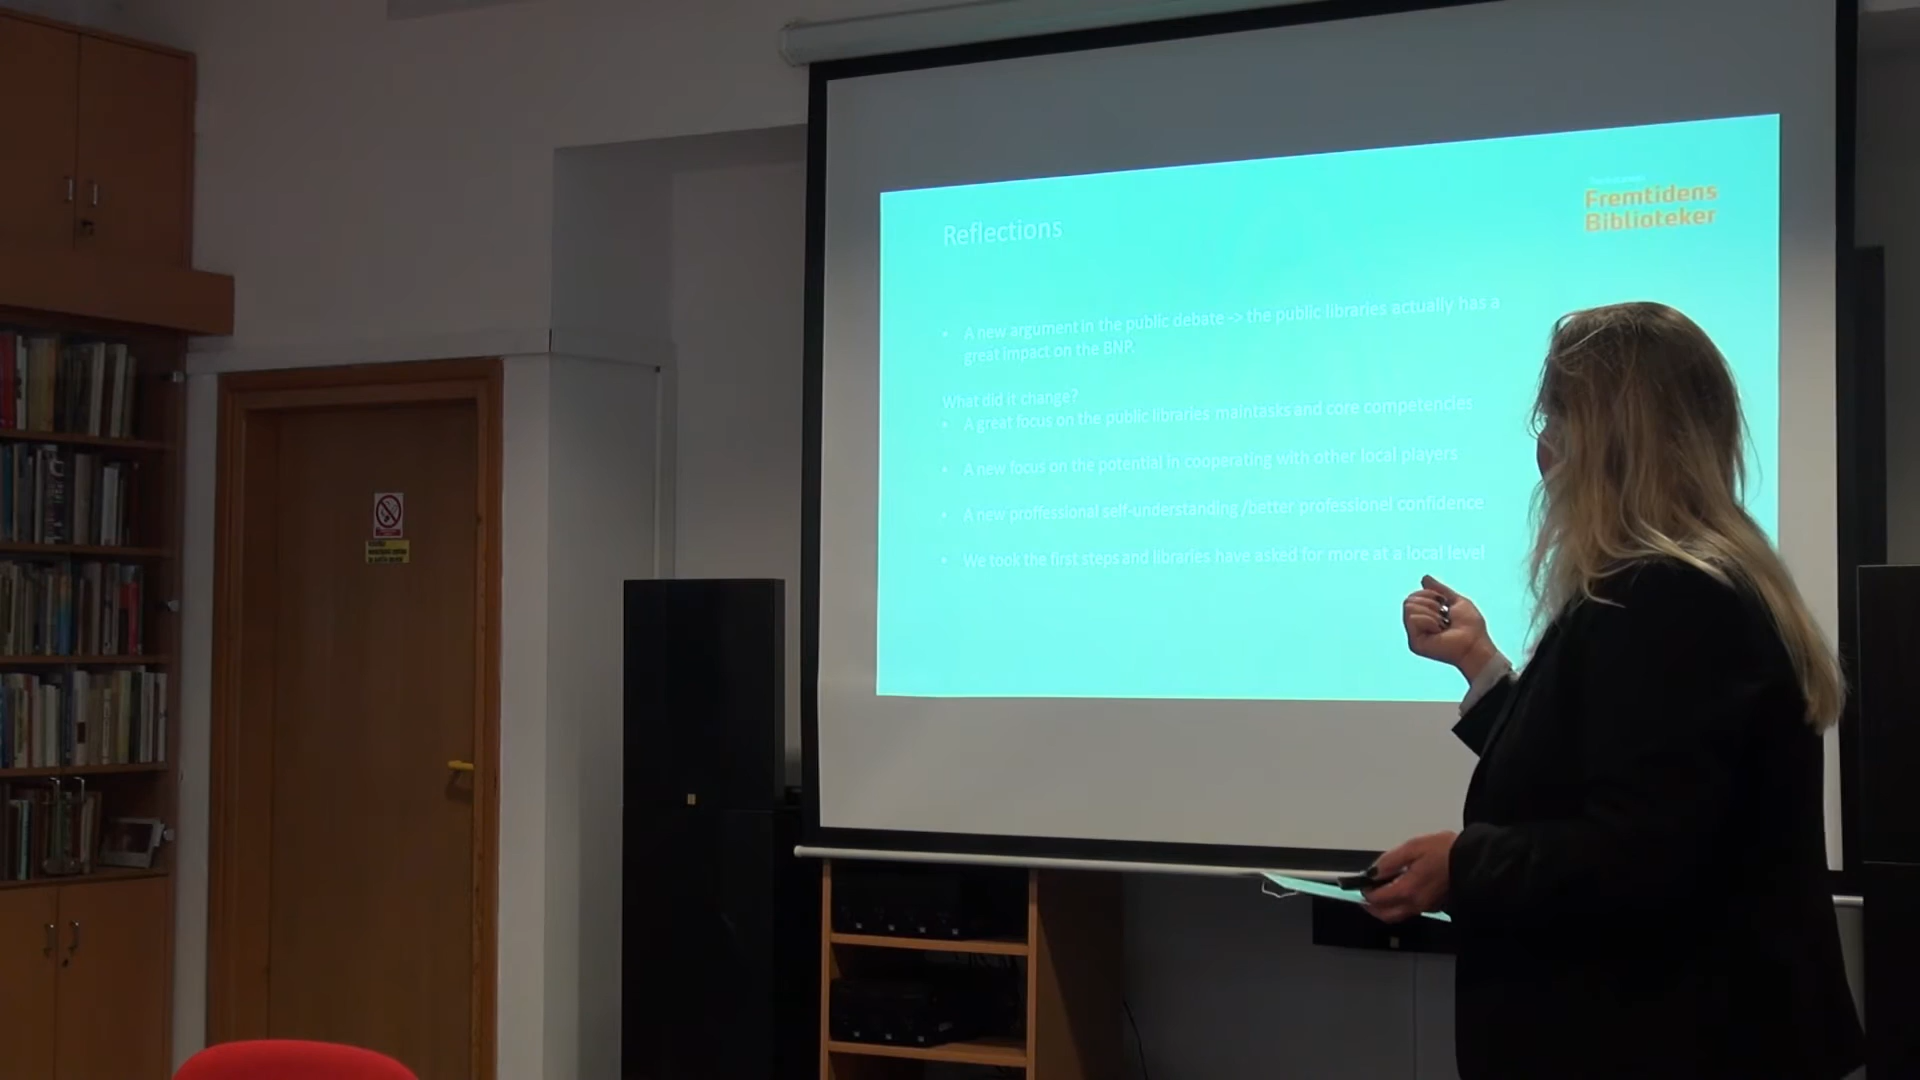 Fremtidens
Biblioteker
Reflections
• A new argument in the public debate -> the public libraries actually has a
great impact on the BNP.
What did it change?
• A great focus on the public libraries maintasks and core competencies
• A new focus on the potential in cooperating with other local players
• A new proffessional self-understanding /better professionel confidence
• We took the first steps and libraries have asked for more at a local level